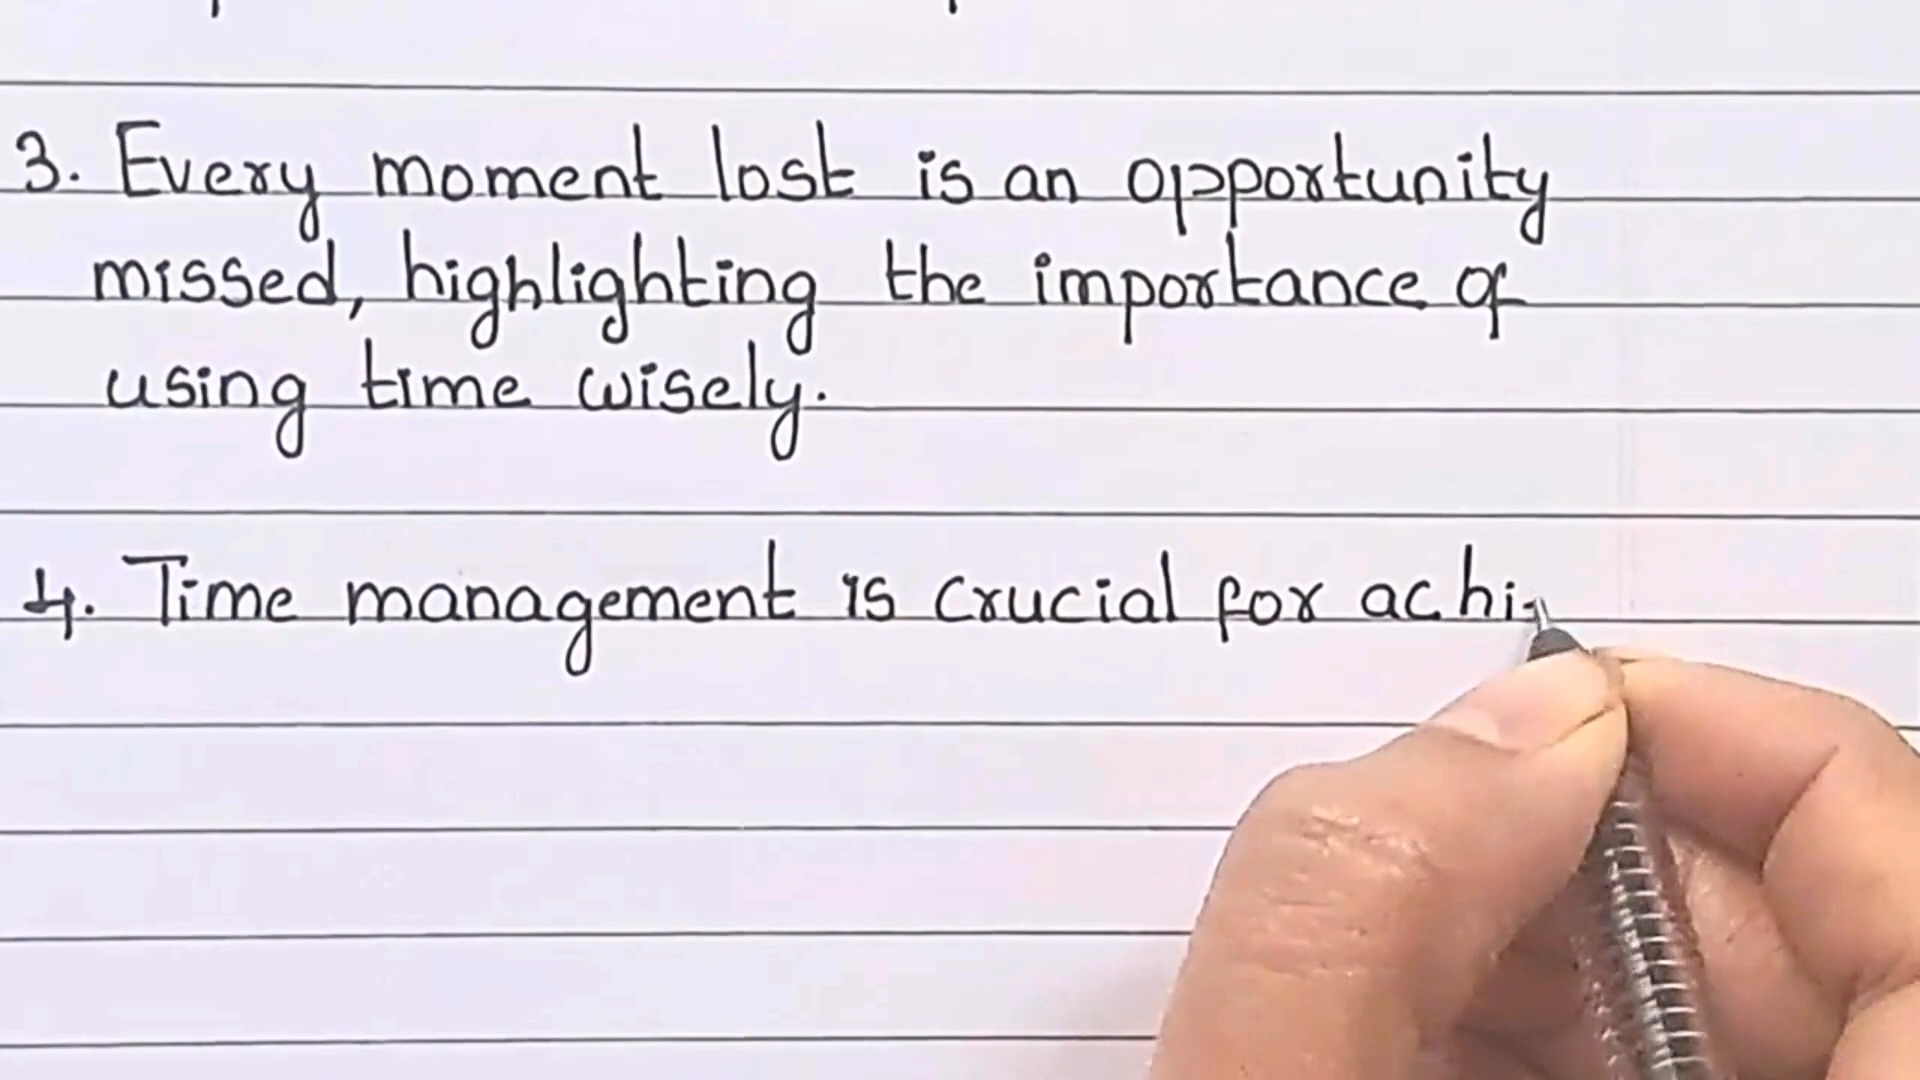 3. Every moment lost is an opportunity
missed, highlighting the importance of
using time wisely.
4. Time management is crucial for achi